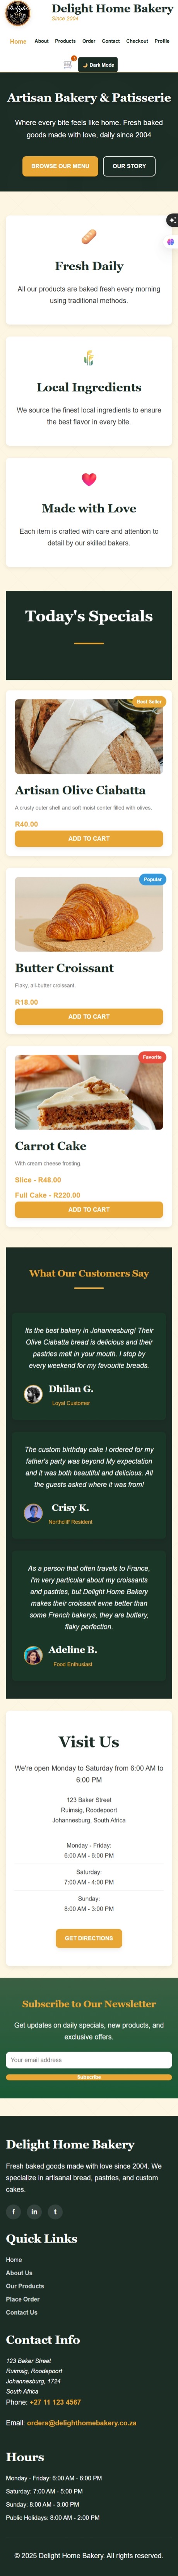 Delight
Delight Home Bakery
Since 2004
Home About Products Order Contact Checkout Profile
Dark Mode
Artisan Bakery & Patisserie
Where every bite feels like home. Fresh baked
goods made with love, daily since 2004
BROWSE OUR MENU
OUR STORY
Fresh Daily
All our products are baked fresh every morning
using traditional methods.
Local Ingredients
We source the finest local ingredients to ensure
the best flavor in every bite.
Made with Love
Each item is crafted with care and attention to
detail by our skilled bakers.
Today's Specials
Best Seller
Artisan Olive Ciabatta
A crusty outer shell and soft moist center filled with olives.
R40.00
ADD TO CART
Popular
Butter Croissant
Flaky, all-butter croissant.
R18.00
ADD TO CART
Favorite
Carrot Cake
With cream cheese frosting.
Slice - R48.00
Full Cake - R220.00
ADD TO CART
What Our Customers Say
Its the best bakery in Johannesburg! Their
Olive Ciabatta bread is delicious and their
pastries melt in your mouth. I stop by
every weekend for my favourite breads.
Dhilan G.
Loyal Customer
The custom birthday cake I ordered for my
father's party was beyond My expectation
and it was both beautiful and delicious. All
the guests asked where it was from!
Crisy K.
Northcliff Resident
As a person that often travels to France,
I'm very particular about my croissants
and pastries, but Delight Home Bakery
makes their croissant evne better than
some French bakeries, they are buttery,
flaky perfection.
Adeline B.
Food Enthusiast
Visit Us
We're open Monday to Saturday from 6:00 AM to
6:00 PM
123 Baker Street
Ruimsig, Roodepoort
Johannesburg, South Africa
Monday - Friday:
6:00 AM - 6:00 PM
Saturday:
7:00 AM - 4:00 PM
Sunday:
8:00 AM - 3:00 PM
GET DIRECTIONS
Subscribe to Our Newsletter
Get updates on daily specials, new products, and
exclusive offers.
Your email address
Subscribe
Delight Home Bakery
Fresh baked goods made with love since 2004. We
specialize in artisanal bread, pastries, and custom
cakes.
f in t
Quick Links
Home
About Us
Our Products
Place Order
Contact Us
Contact Info
123 Baker Street
Ruimsig, Roodepoort
Johannesburg, 1724
South Africa
Phone: +27 11 123 4567
Email: orders@delighthomebakery.co.za
Hours
Monday - Friday: 6:00 AM - 6:00 PM
Saturday: 7:00 AM - 5:00 PM
Sunday: 8:00 AM - 3:00 PM
Public Holidays: 8:00 AM - 2:00 PM
© 2025 Delight Home Bakery. All rights reserved.